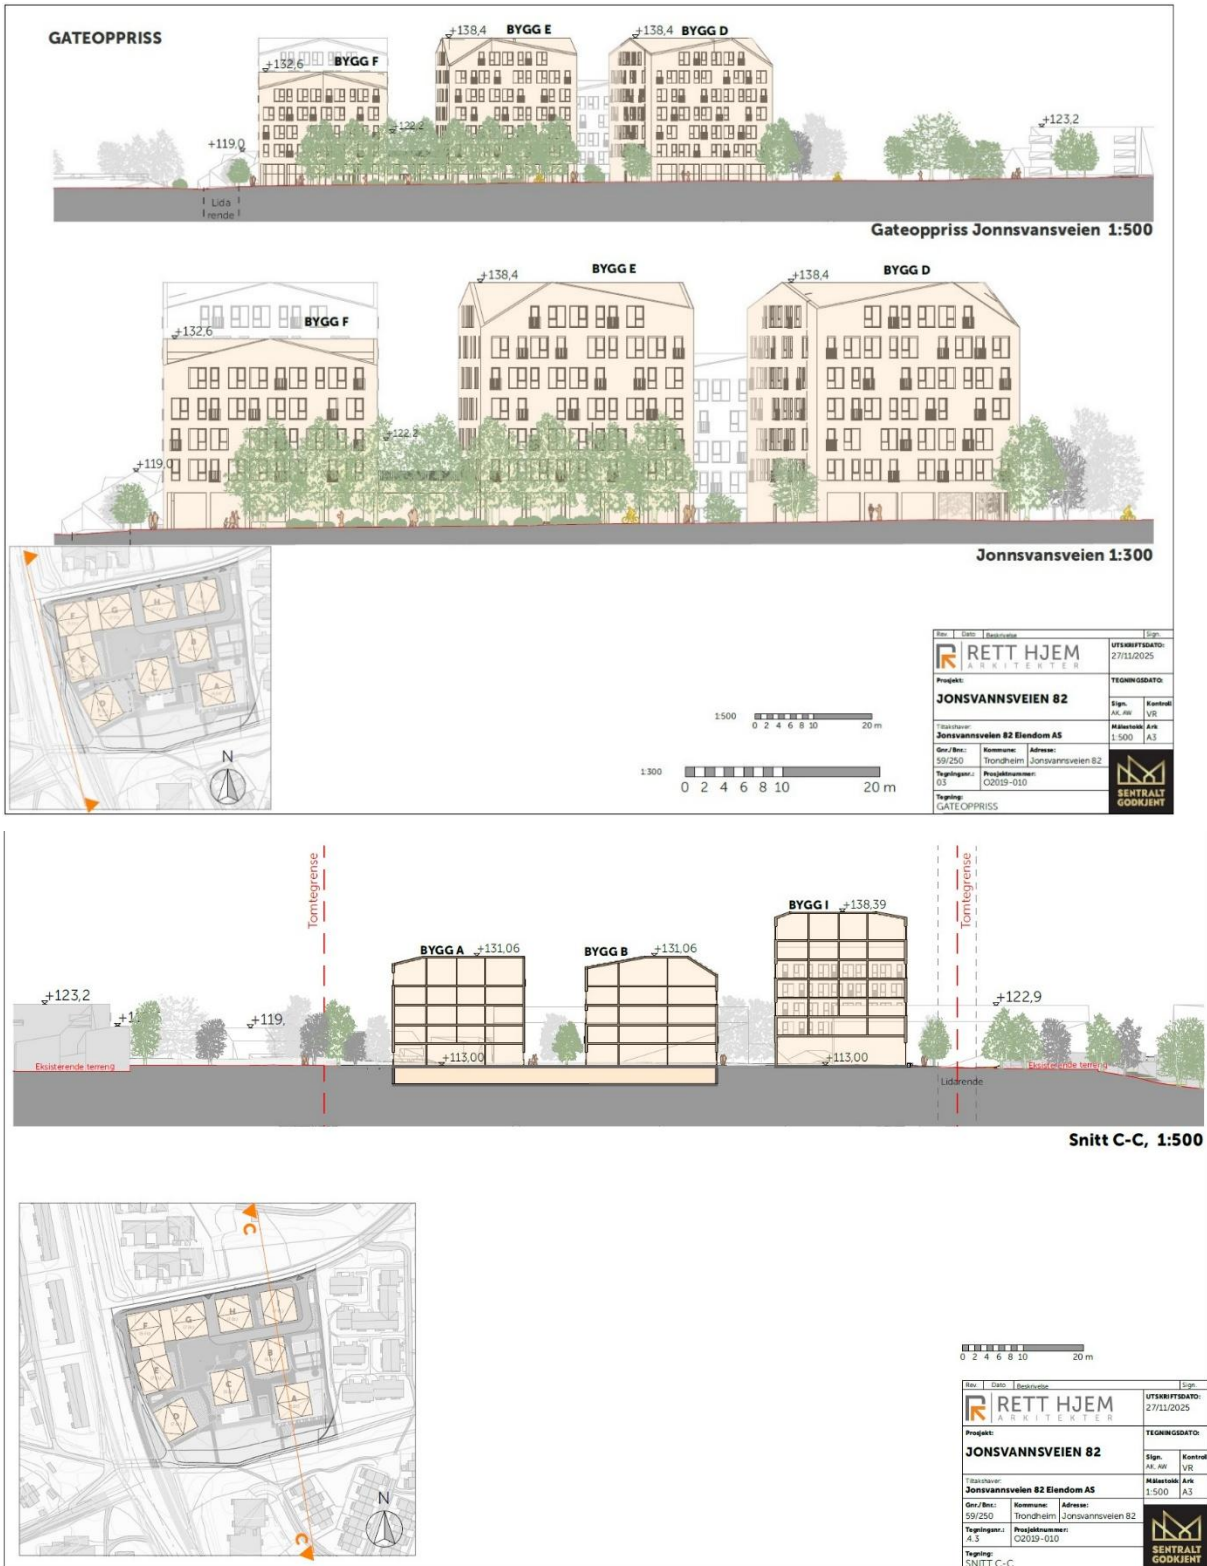 GATEOPPRISS
+132,6
BYGG F
+138,4
BYGG E
+138,4
BYGG D
+122,2
+119,0
+123,2
Lida
rende
Gateoppriss Jonnsvansveien 1:500
+132,6
BYGG F
+138,4
BYGG E
+138,4
BYGG D
+122,2
+119,0
Jonnsvansveien 1:300
F
G
H
I
E
B
C
D
A
N
1:500
0 2 4 6 8 10 20 m
1:300
0 2 4 6 8 10 20 m
Rev. Dato Beskrivelse Sign.
RETT HJEM
ARKITEKTER
UTSKRIFTSDATO:
27/11/2025
Prosjekt:
JONSVANNSVEIEN 82
TEGNINGSDATO:
Sign. Kontroll
AK, AW VR
Tiltakshaver:
Jonsvannsveien 82 Eiendom AS
Målestokk Ark
1:500 A3
Gnr./Bnr.: Kommune: Adresse:
59/250 Trondheim Jonsvannsveien 82
Tegningsnr.: Prosjektnummer:
03 O2019-010
Tegning:
GATEOPPRISS
SENTRALT
GODKJENT
Tomtegrense
Tomtegrense
BYGG A
+131,06
BYGG B
+131,06
BYGG I
+138,39
+123,2
+119,
+122,9
+113,00
+113,00
Eksisterende terreng
Eksisterende terreng
Lidarende
Snitt C-C, 1:500
C
F
G
H
I
E
B
C
D
A
N
C
0 2 4 6 8 10 20 m
Rev. Dato Beskrivelse Sign.
RETT HJEM
ARKITEKTER
UTSKRIFTSDATO:
27/11/2025
Prosjekt:
JONSVANNSVEIEN 82
TEGNINGSDATO:
Sign. Kontroll
AK, AW VR
Tiltakshaver:
Jonsvannsveien 82 Eiendom AS
Målestokk Ark
1:500 A3
Gnr./Bnr.: Kommune: Adresse:
59/250 Trondheim Jonsvannsveien 82
Tegningsnr.: Prosjektnummer:
4.3 O2019-010
Tegning:
SNITT C-C
SENTRALT
GODKJENT